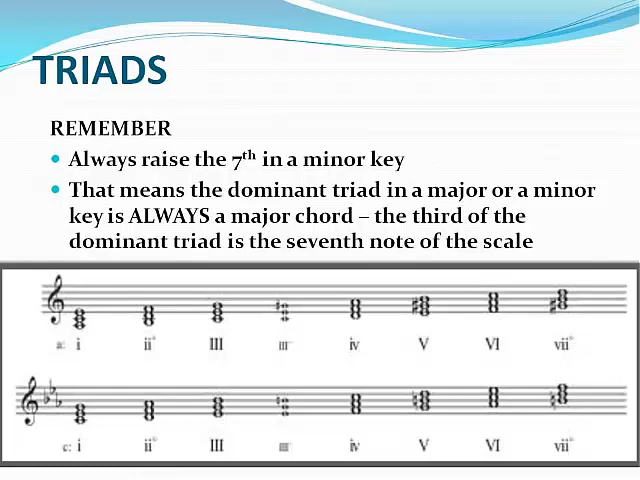 TRIADS
REMEMBER
• Always raise the 7th in a minor key
• That means the dominant triad in a major or a minor
key is ALWAYS a major chord – the third of the
dominant triad is the seventh note of the scale
a: i ii° III III iv V VI vii°
c: i ii° III III iv V VI vii°